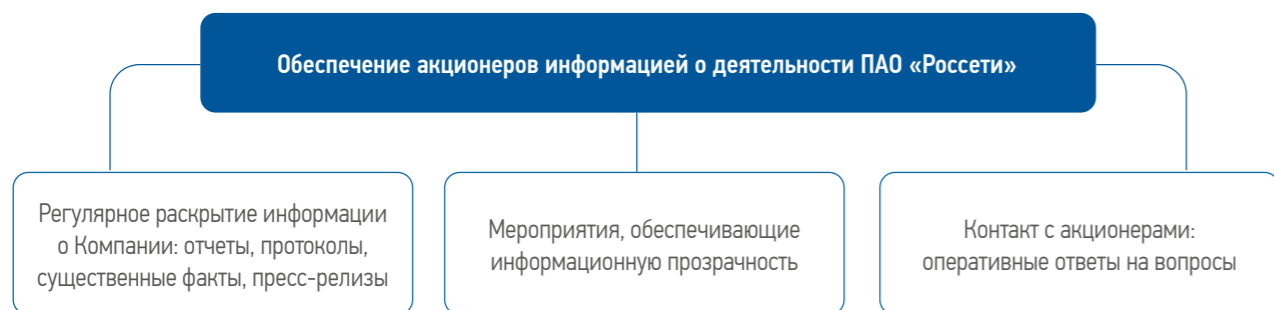 Обеспечение акционеров информацией о деятельности ПАО «Россети»
Регулярное раскрытие информации
о Компании: отчеты, протоколы,
существенные факты, пресс-релизы
Мероприятия, обеспечивающие
информационную прозрачность
Контакт с акционерами:
оперативные ответы на вопросы